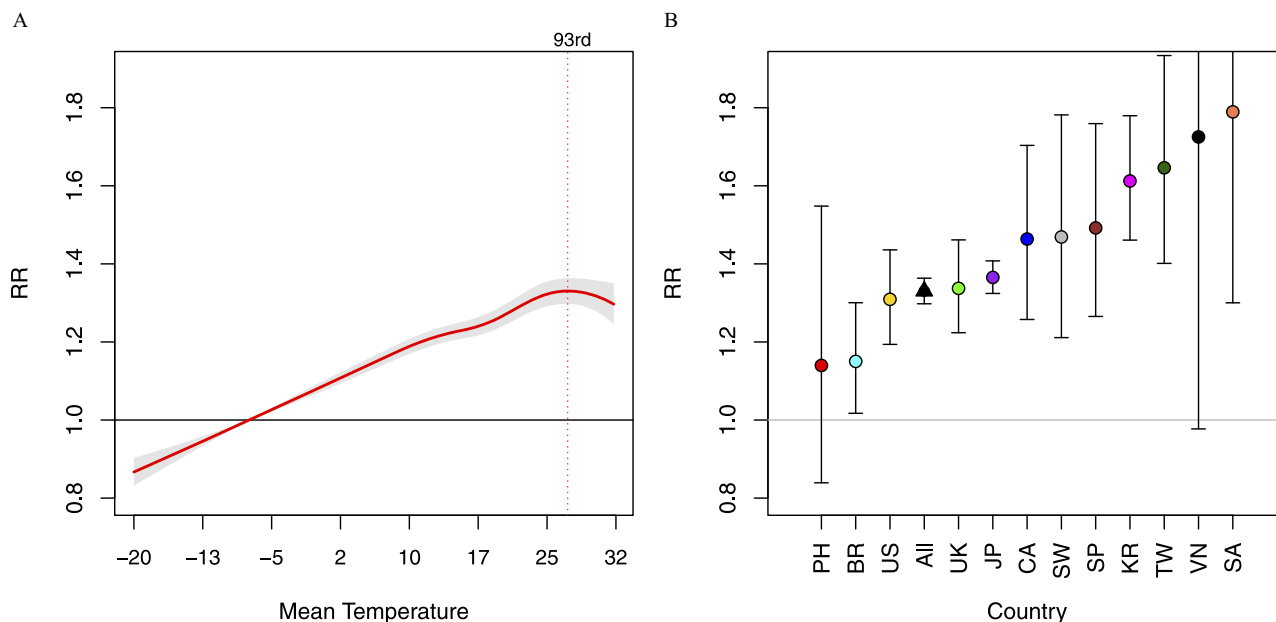 A
93rd
RR
1.8
1.6
1.4
1.2
1.0
0.8
−20
−13
−5
2
10
17
25
32
Mean Temperature
B
RR
1.8
1.6
1.4
1.2
1.0
0.8
PH
BR
US
All
UK
JP
CA
SW
SP
KR
TW
VN
SA
Country